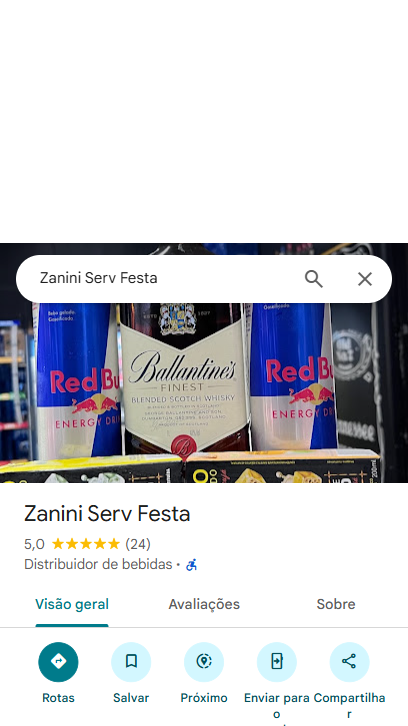 Zanini Serv Festa
Red Bu
ENERGY DRI
Ballantine's
FINEST
BLENDED SCOTCH WHISKY
Red Bu
ENERGY DRI
Zanini Serv Festa
5,0 (24)
Distribuidor de bebidas ·
Visão geral
Avaliações
Sobre
Rotas
Salvar
Próximo
Enviar para o
Compartilhar